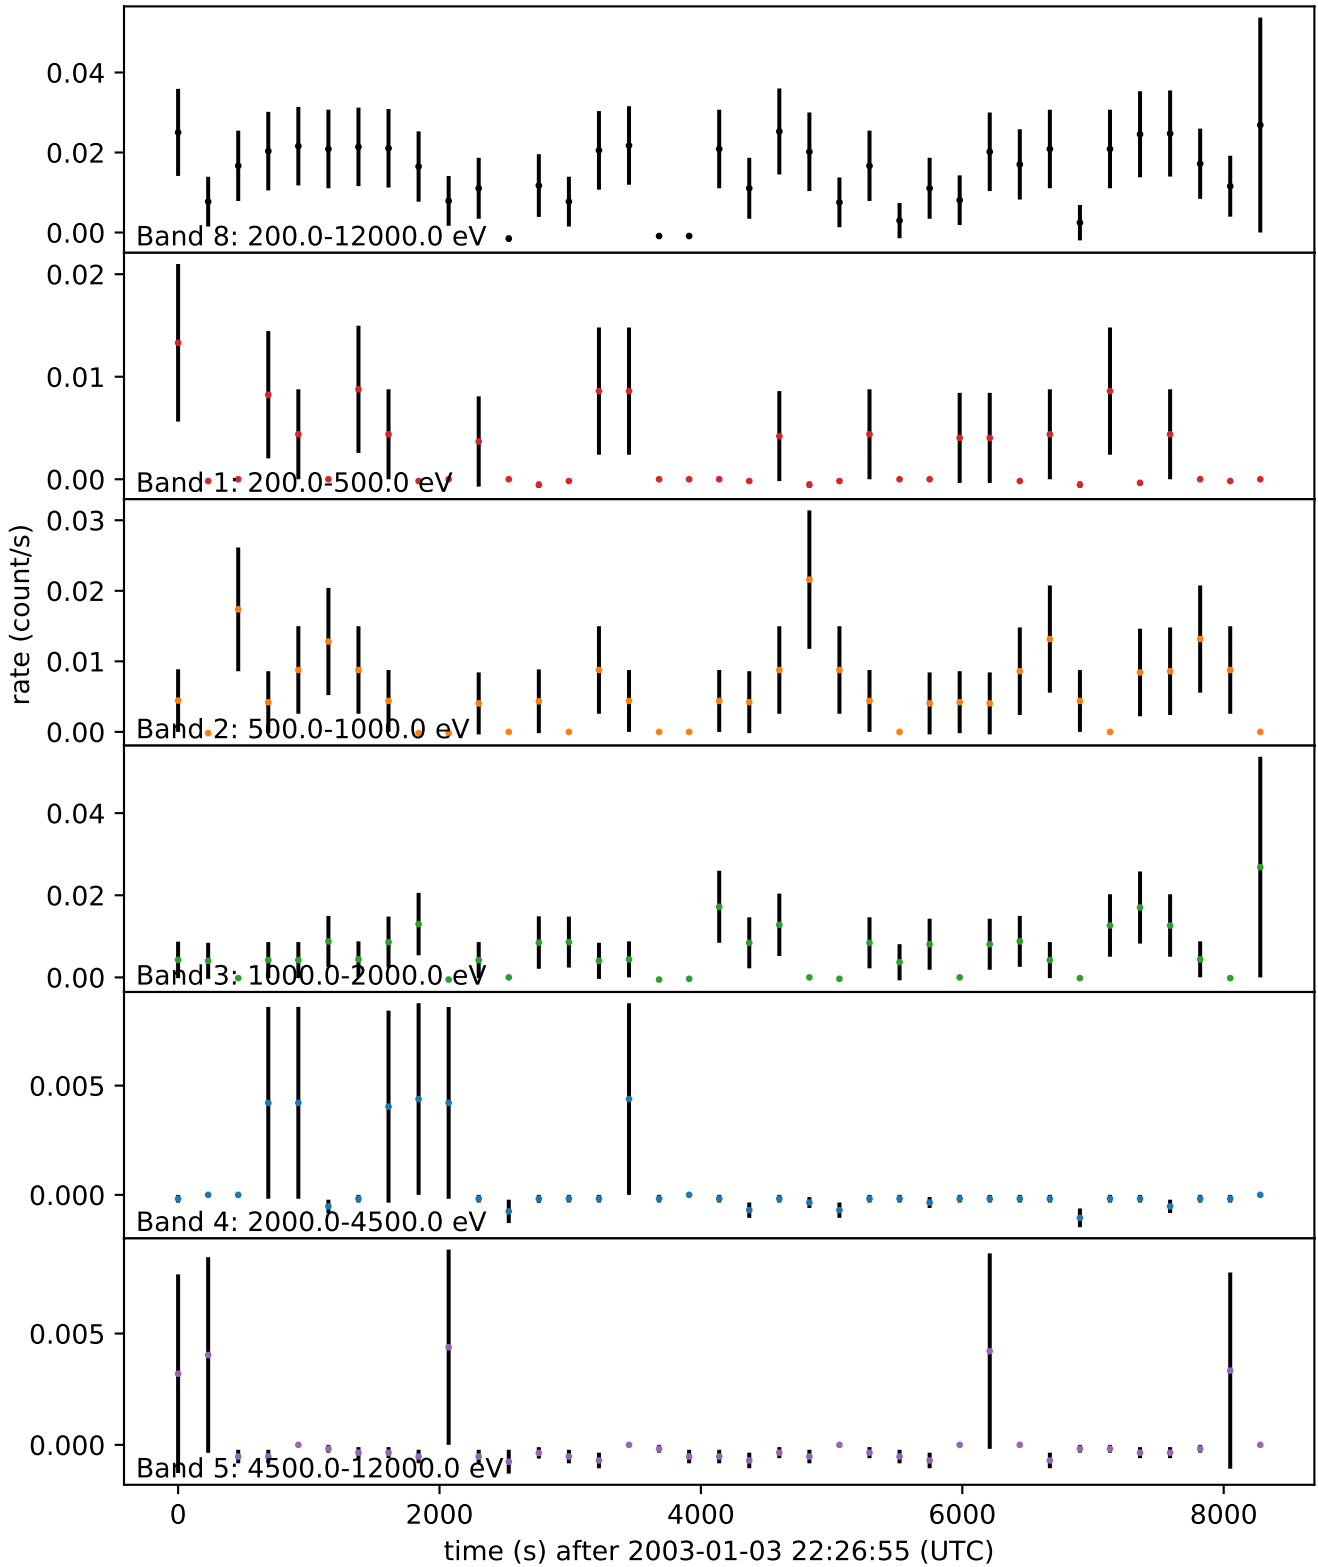 0.04
0.02
0.00
Band 8: 200.0-12000.0 eV
0.02
0.01
0.00
Band 1: 200.0-500.0 eV
0.03
0.02
0.01
0.00
Band 2: 500.0-1000.0 eV
rate (count/s)
0.04
0.02
0.00
Band 3: 1000.0-2000.0 eV
0.005
0.000
Band 4: 2000.0-4500.0 eV
0.005
0.000
Band 5: 4500.0-12000.0 eV
0 2000 4000 6000 8000
time (s) after 2003-01-03 22:26:55 (UTC)